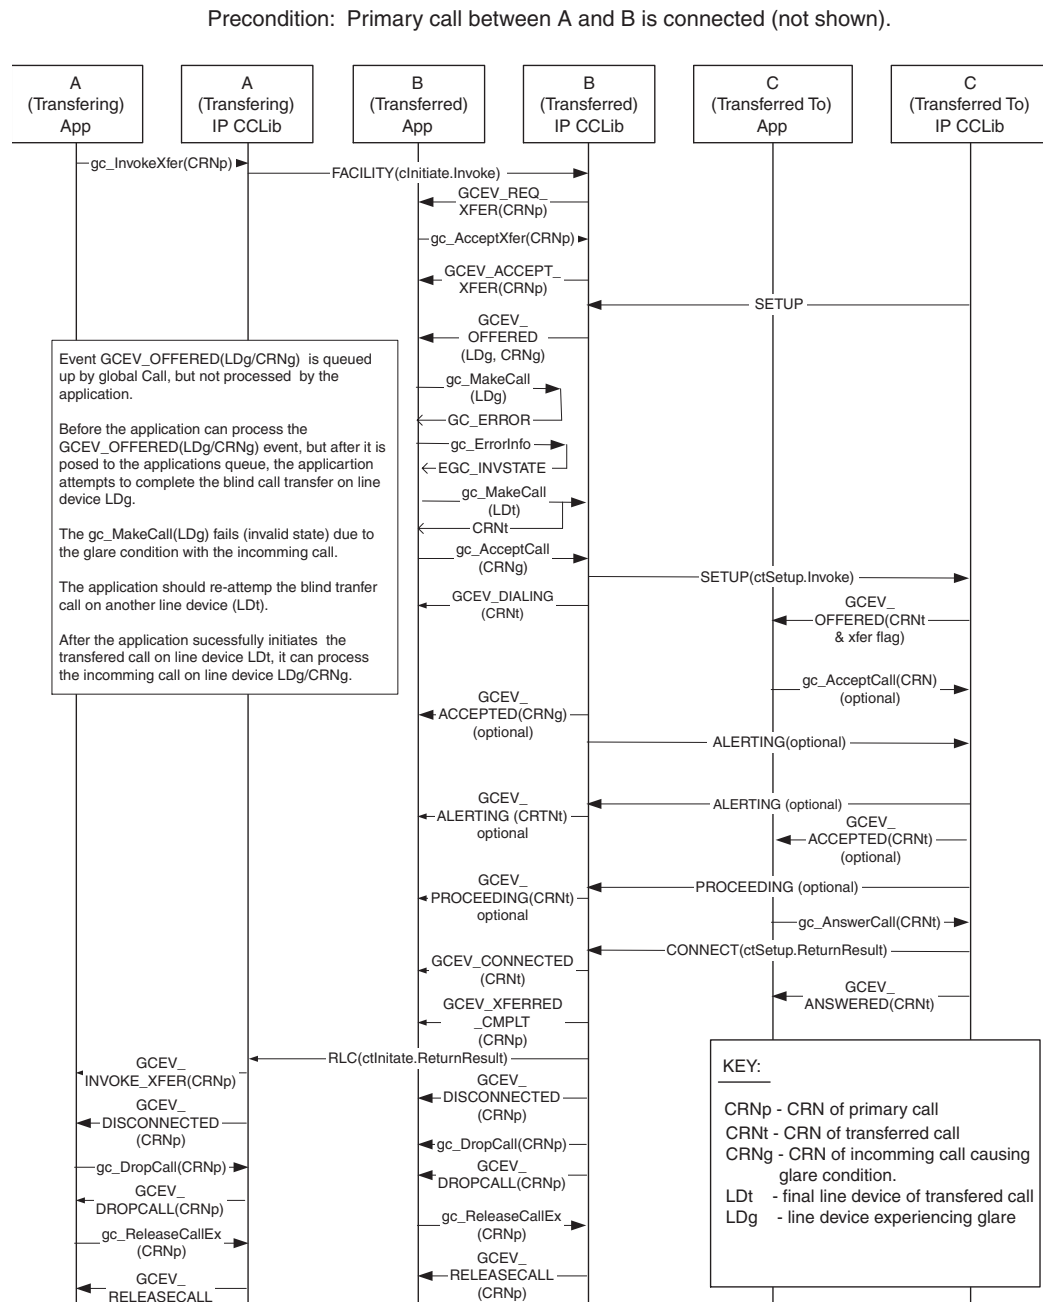 Precondition:  Primary call between A and B is connected (not shown).
A
(Transfering)
App
A
(Transfering)
IP CCLib
B
(Transferred)
App
B
(Transferred)
IP CCLib
C
(Transferred To)
App
C
(Transferred To)
IP CCLib
gc_InvokeXfer(CRNp)
FACILITY(cInitiate.Invoke)
GCEV_REQ_
XFER(CRNp)
gc_AcceptXfer(CRNp)
GCEV_ACCEPT_
XFER(CRNp)
SETUP
GCEV_
OFFERED
(LDg, CRNg)
Event GCEV_OFFERED(LDg/CRNg)  is queued
up by global Call, but not processed  by the
application.
Before the application can process the
GCEV_OFFERED(LDg/CRNg) event, but after it is
posed to the applications queue, the applicartion
attempts to complete the blind call transfer on line
device LDg.
The gc_MakeCall(LDg) fails (invalid state) due to
the glare condition with the incomming call.
The application should re-attemp the blind tranfer
call on another line device (LDt).
After the application sucessfully initiates  the
transfered call on line device LDt, it can process
the incomming call on line device LDg/CRNg.
gc_MakeCall
(LDg)
GC_ERROR
gc_ErrorInfo
EGC_INVSTATE
gc_MakeCall
(LDt)
CRNt
gc_AcceptCall
(CRNg)
SETUP(ctSetup.Invoke)
GCEV_DIALING
(CRNt)
GCEV_
OFFERED(CRNt
& xfer flag)
gc_AcceptCall(CRN)
(optional)
GCEV_
ACCEPTED(CRNg)
(optional)
ALERTING(optional)
GCEV_
ALERTING (CRTNt)
optional
ALERTING (optional)
GCEV_
ACCEPTED(CRNt)
(optional)
GCEV_
PROCEEDING(CRNt)
optional
PROCEEDING (optional)
gc_AnswerCall(CRNt)
CONNECT(ctSetup.ReturnResult)
GCEV_CONNECTED
(CRNt)
GCEV_
ANSWERED(CRNt)
GCEV_XFERRED
_CMPLT
(CRNp)
RLC(ctInitate.ReturnResult)
GCEV_
INVOKE_XFER(CRNp)
GCEV_
DISCONNECTED
(CRNp)
GCEV_
DISCONNECTED
(CRNp)
gc_DropCall(CRNp)
gc_DropCall(CRNp)
GCEV_
DROPCALL(CRNp)
GCEV_
DROPCALL(CRNp)
gc_ReleaseCallEx
(CRNp)
gc_ReleaseCallEx
(CRNp)
GCEV_
RELEASECALL
(CRNp)
GCEV_
RELEASECALL
KEY:
CRNp - CRN of primary call
CRNt - CRN of transferred call
CRNg - CRN of incomming call causing
glare condition.
LDt   - final line device of transfered call
LDg   - line device experiencing glare